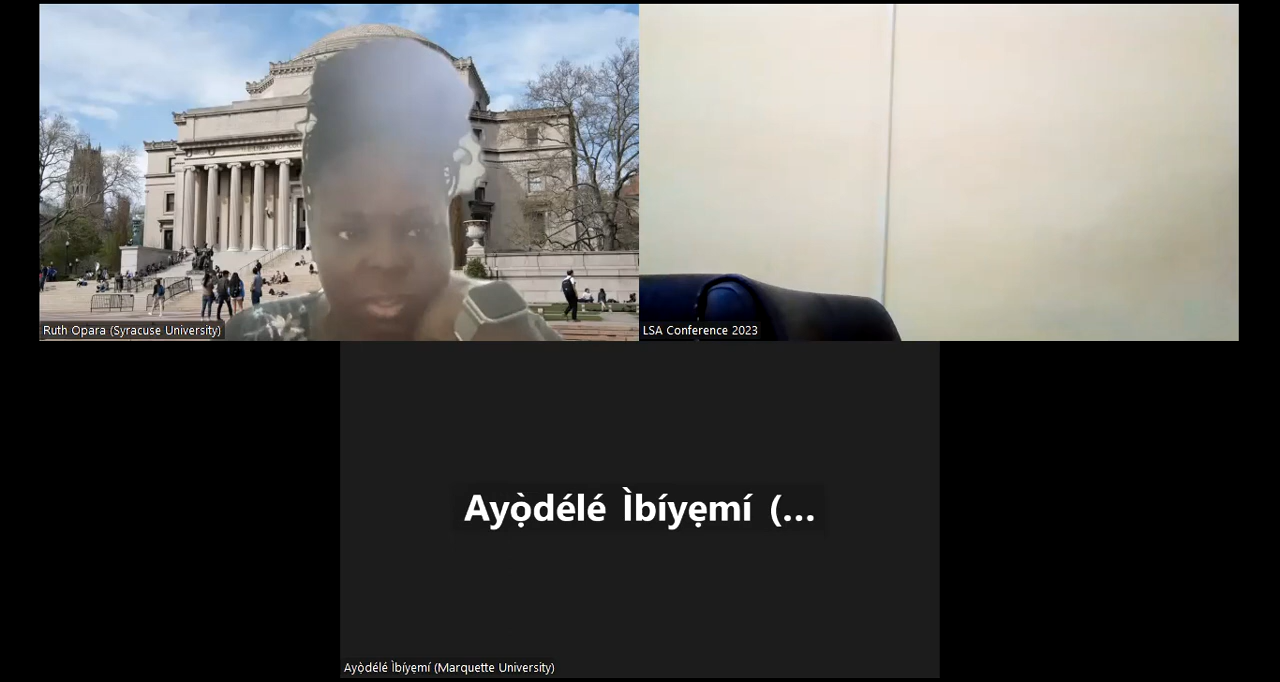 Ruth Opara (Syracuse University)
LSA Conference 2023
Ayọ̀délé Ìbíyẹmí (...
Ayọ̀délé Ìbíyẹmí (Marquette University)